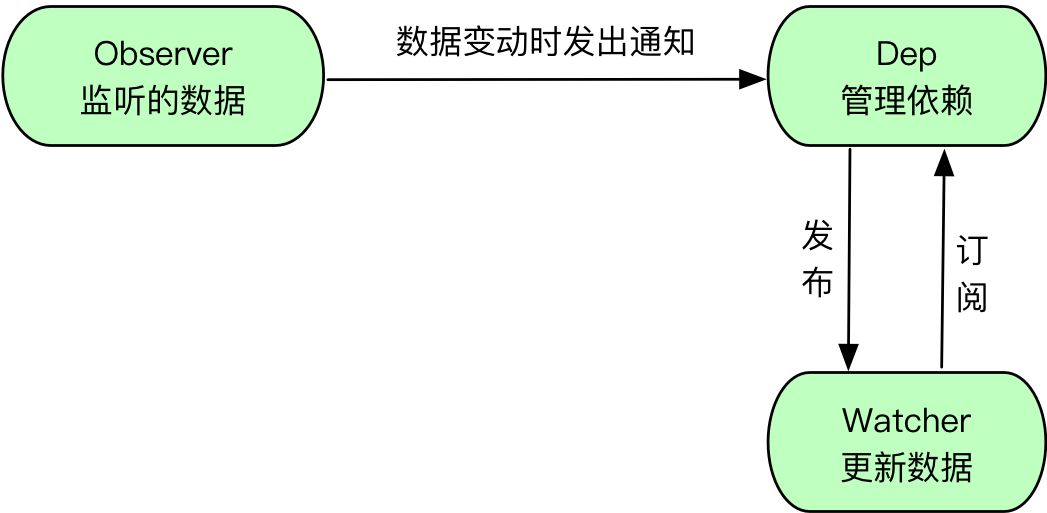 Observer
监听的数据
数据变动时发出通知
Dep
管理依赖
发
布
订
阅
Watcher
更新数据